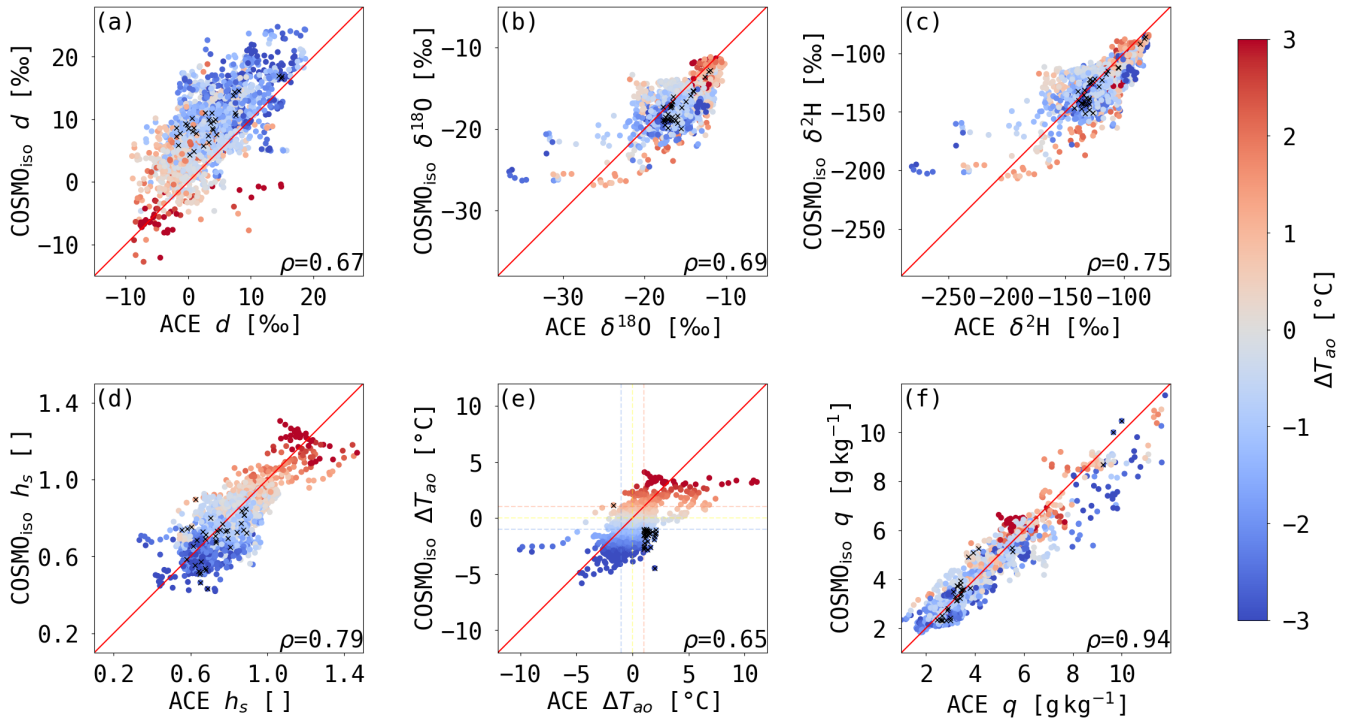 (a)
20
10
0
−10
COSMOiso d [‰]
ρ=0.67
−10 0 10 20
ACE d [‰]
(b)
−10
−20
−30
COSMOiso δ¹⁸O [‰]
ρ=0.69
−30 −20 −10
ACE δ¹⁸O [‰]
(c)
−100
−150
−200
−250
COSMOiso δ²H [‰]
ρ=0.75
−250 −200 −150 −100
ACE δ²H [‰]
(d)
1.4
1.0
0.6
0.2
COSMOiso hs [ ]
ρ=0.79
0.2 0.6 1.0 1.4
ACE hs [ ]
(e)
10
5
0
−5
−10
COSMOiso ΔTao [°C]
ρ=0.65
−10 −5 0 5 10
ACE ΔTao [°C]
(f)
10
8
6
4
2
COSMOiso q [g kg⁻¹]
ρ=0.94
2 4 6 8 10
ACE q [g kg⁻¹]
3
2
1
0
−1
−2
−3
ΔTao [°C]